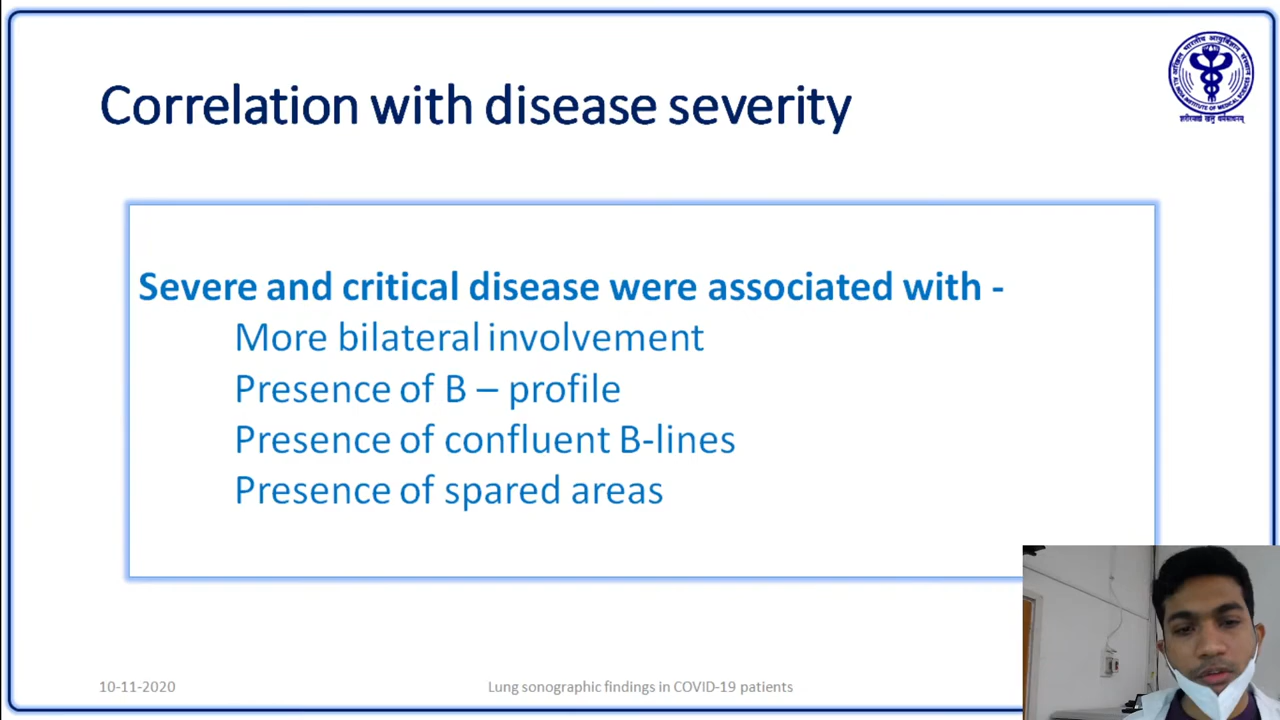 Correlation with disease severity
Severe and critical disease were associated with -
More bilateral involvement
Presence of B – profile
Presence of confluent B-lines
Presence of spared areas
10-11-2020
Lung sonographic findings in COVID-19 patients